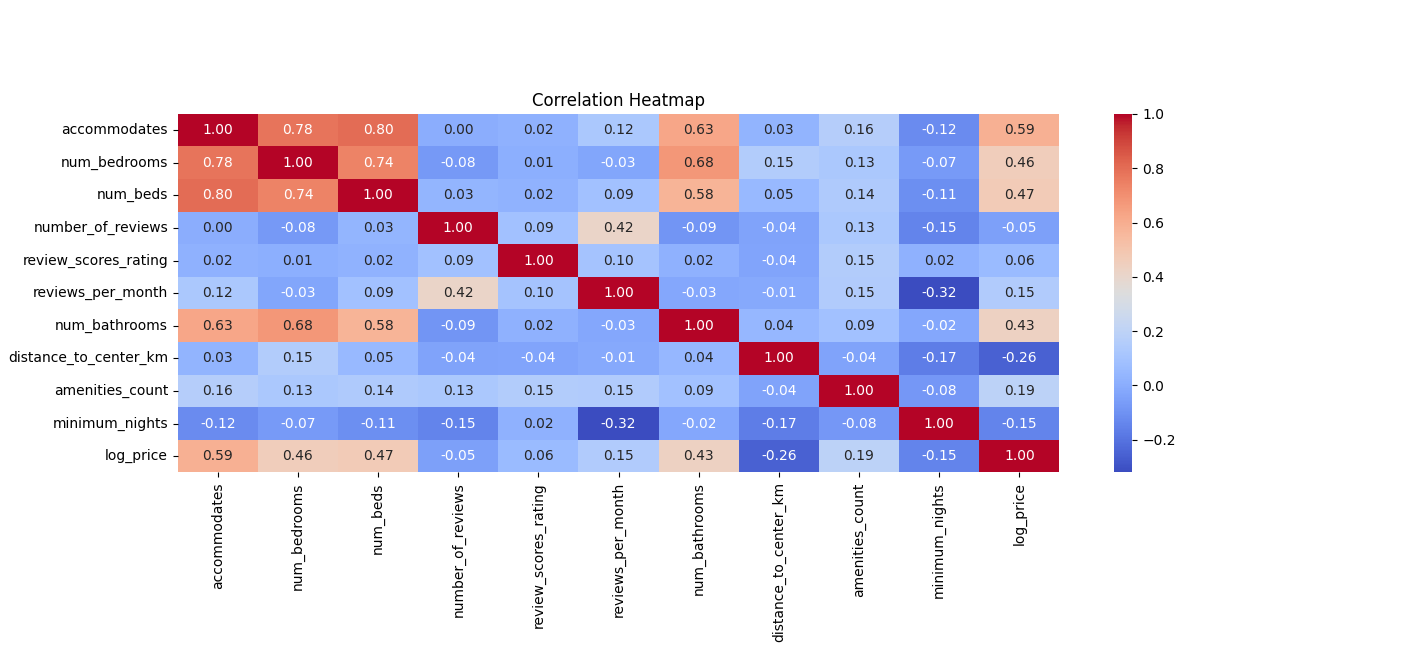 Correlation Heatmap
accommodates 1.00 0.78 0.80 0.00 0.02 0.12 0.63 0.03 0.16 -0.12 0.59
num_bedrooms 0.78 1.00 0.74 -0.08 0.01 -0.03 0.68 0.15 0.13 -0.07 0.46
num_beds 0.80 0.74 1.00 0.03 0.02 0.09 0.58 0.05 0.14 -0.11 0.47
number_of_reviews 0.00 -0.08 0.03 1.00 0.09 0.42 -0.09 -0.04 0.13 -0.15 -0.05
review_scores_rating 0.02 0.01 0.02 0.09 1.00 0.10 0.02 -0.04 0.15 0.02 0.06
reviews_per_month 0.12 -0.03 0.09 0.42 0.10 1.00 -0.03 -0.01 0.15 -0.32 0.15
num_bathrooms 0.63 0.68 0.58 -0.09 0.02 -0.03 1.00 0.04 0.09 -0.02 0.43
distance_to_center_km 0.03 0.15 0.05 -0.04 -0.04 -0.01 0.04 1.00 -0.04 -0.17 -0.26
amenities_count 0.16 0.13 0.14 0.13 0.15 0.15 0.09 -0.04 1.00 -0.08 0.19
minimum_nights -0.12 -0.07 -0.11 -0.15 0.02 -0.32 -0.02 -0.17 -0.08 1.00 -0.15
log_price 0.59 0.46 0.47 -0.05 0.06 0.15 0.43 -0.26 0.19 -0.15 1.00
accommodates
num_bedrooms
num_beds
number_of_reviews
review_scores_rating
reviews_per_month
num_bathrooms
distance_to_center_km
amenities_count
minimum_nights
log_price
1.0
0.8
0.6
0.4
0.2
0.0
−0.2